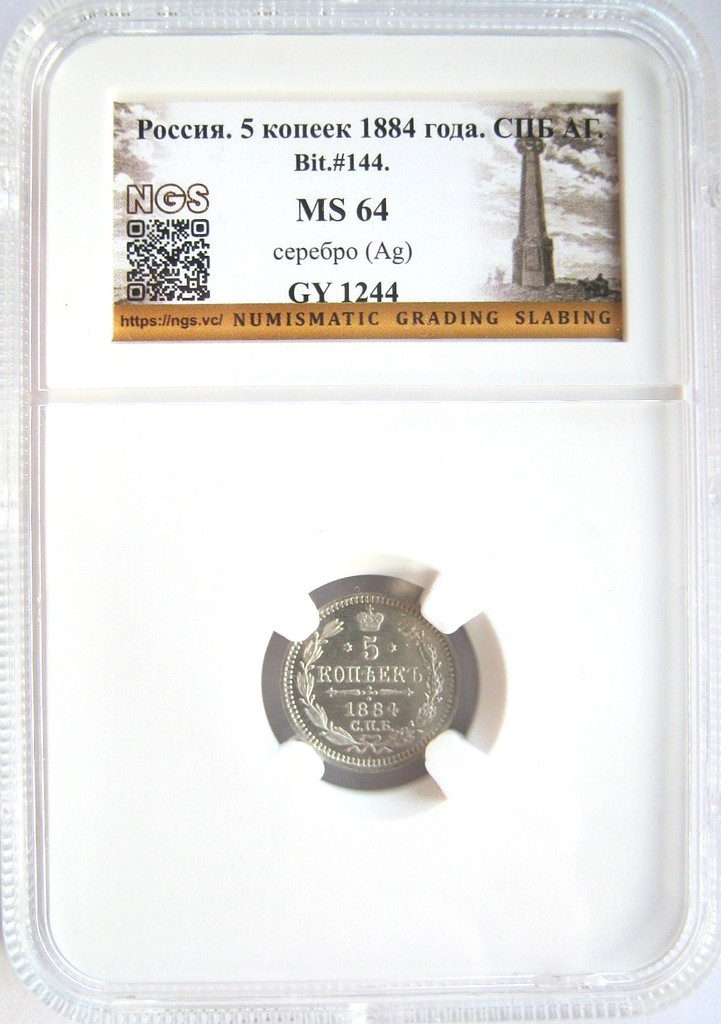 Россия. 5 копеек 1884 года. СПБ АГ.
Bit.#144.
NGS
MS 64
серебро (Ag)
GY 1244
https://ngs.vc/ NUMISMATIC GRADING SLABING
5
КОПѢЕКЪ
1884
С.П.Б.